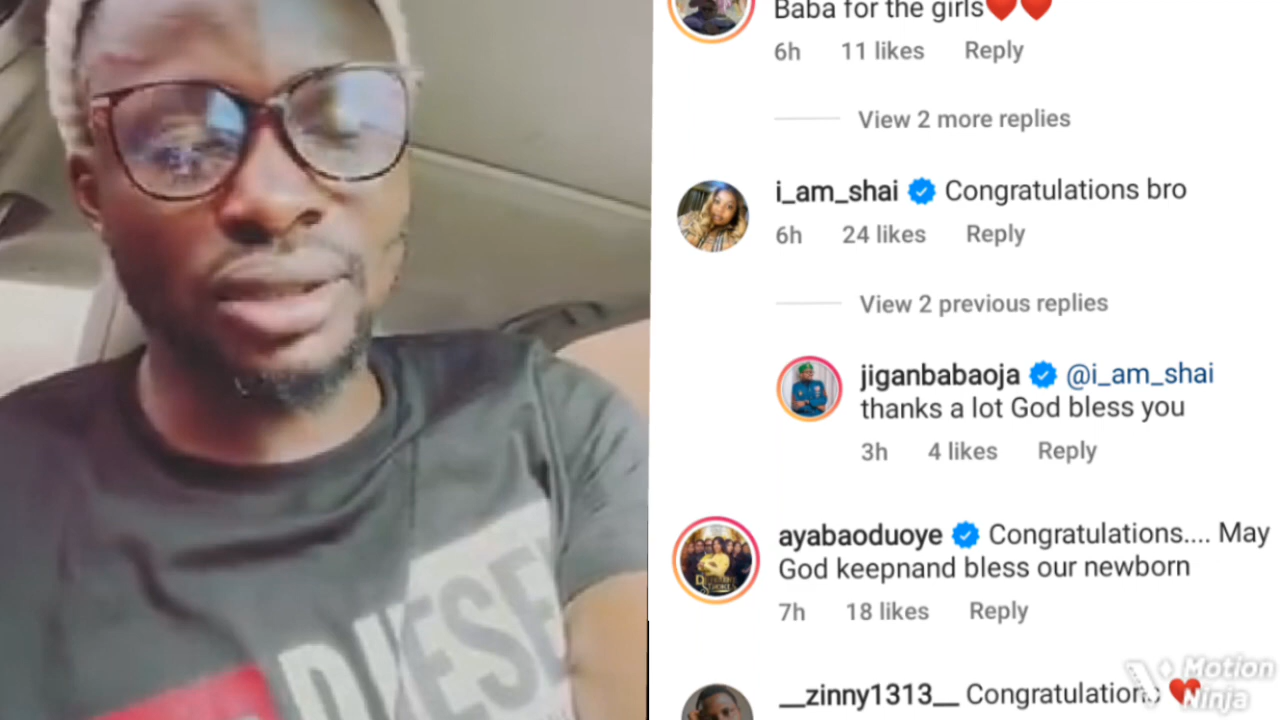 DIESE
Baba for the girls❤️❤️
6h 11 likes Reply
View 2 more replies
i_am_shai Congratulations bro
6h 24 likes Reply
View 2 previous replies
jiganbabaoja @i_am_shai
thanks a lot God bless you
3h 4 likes Reply
ayabaoduoye Congratulations.... May
God keepnand bless our newborn
7h 18 likes Reply
__zinny1313__ Congratulations ❤️
Motion
Ninja